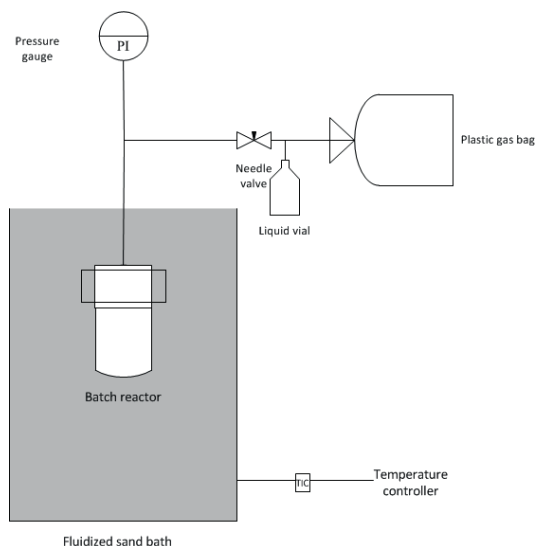 Pressure
gauge
PI
Plastic gas bag
Needle
valve
Liquid vial
Batch reactor
TIC
Temperature
controller
Fluidized sand bath